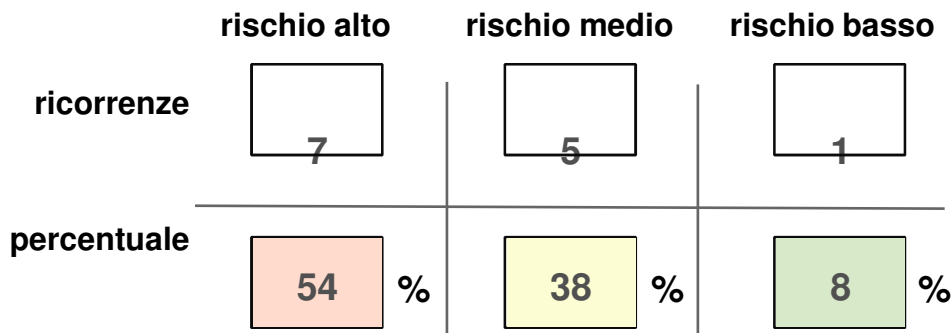 rischio alto rischio medio rischio basso
ricorrenze 7 5 1
percentuale 54 % 38 % 8 %